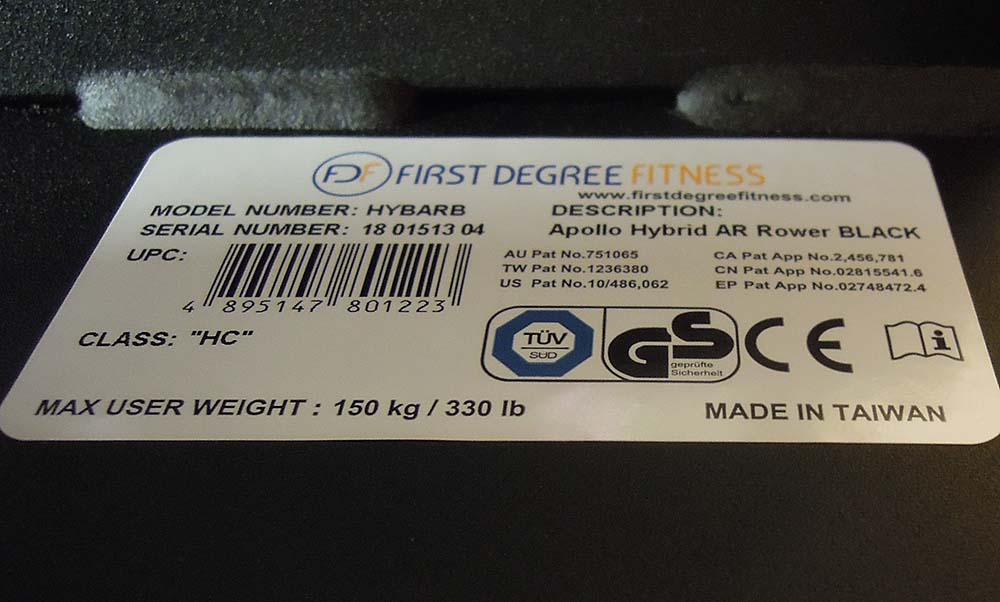 FDF FIRST DEGREE FITNESS
www.firstdegreefitness.com
MODEL NUMBER: HYBARB
SERIAL NUMBER: 18 01513 04
DESCRIPTION:
Apollo Hybrid AR Rower BLACK
UPC:
4 895147 801223
AU Pat No.751065
TW Pat No.1236380
US Pat No.10/486,062
CA Pat App No.2,456,781
CN Pat App No.02815541.6
EP Pat App No.02748472.4
CLASS: "HC"
TÜV
SÜD
GS
geprüfte
Sicherheit
CE
i
MAX USER WEIGHT : 150 kg / 330 lb
MADE IN TAIWAN